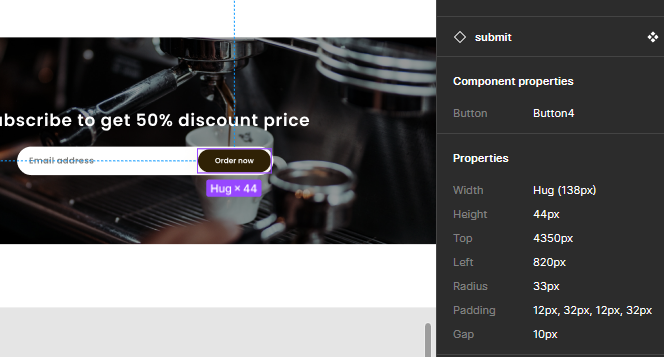 ubscribe to get 50% discount price
Email address
Order now
Hug × 44
submit
Component properties
Button Button4
Properties
Width Hug (138px)
Height 44px
Top 4350px
Left 820px
Radius 33px
Padding 12px, 32px, 12px, 32px
Gap 10px